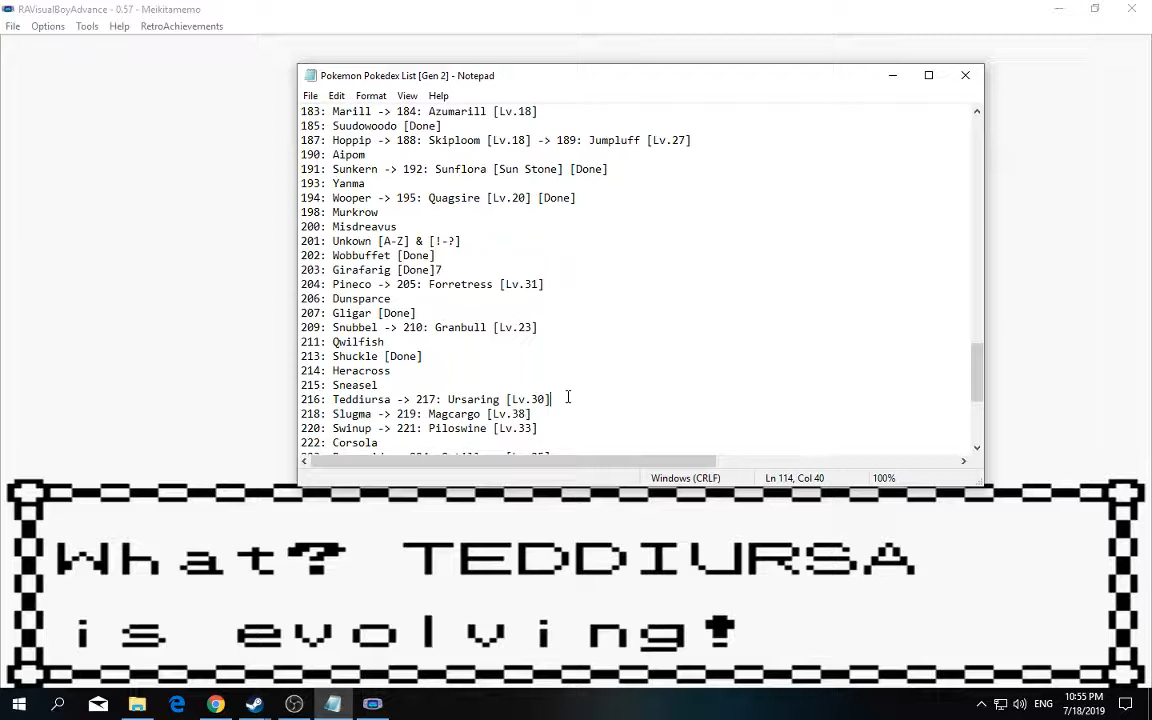 RAVisualBoyAdvance - 0.57 - Meikitamemo
File Options Tools Help RetroAchievements
Pokemon Pokedex List [Gen 2] - Notepad
File Edit Format View Help
183: Marill -> 184: Azumarill [Lv.18]
185: Suudowoodo [Done]
187: Hoppip -> 188: Skiploom [Lv.18] -> 189: Jumpluff [Lv.27]
190: Aipom
191: Sunkern -> 192: Sunflora [Sun Stone] [Done]
193: Yanma
194: Wooper -> 195: Quagsire [Lv.20] [Done]
198: Murkrow
200: Misdreavus
201: Unkown [A-Z] & [!-?]
202: Wobbuffet [Done]
203: Girafarig [Done]7
204: Pineco -> 205: Forretress [Lv.31]
206: Dunsparce
207: Gligar [Done]
209: Snubbel -> 210: Granbull [Lv.23]
211: Qwilfish
213: Shuckle [Done]
214: Heracross
215: Sneasel
216: Teddiursa -> 217: Ursaring [Lv.30]
218: Slugma -> 219: Magcargo [Lv.38]
220: Swinup -> 221: Piloswine [Lv.33]
222: Corsola
Windows (CRLF) Ln 114, Col 40 100%
What? TEDDIURSA
is evolving!
ENG
10:55 PM
7/18/2019